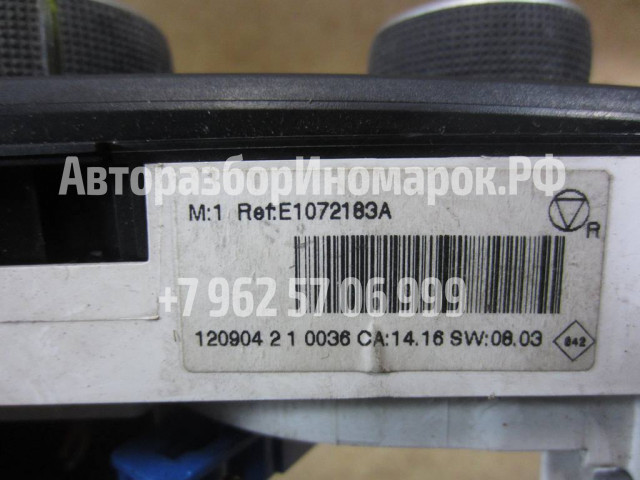 АвторазборИномарок.РФ
M:1 Ref:E1072183A
R
+7 962 57 06 999
120904 2 1 0036 CA:14.16 SW:08.03
842